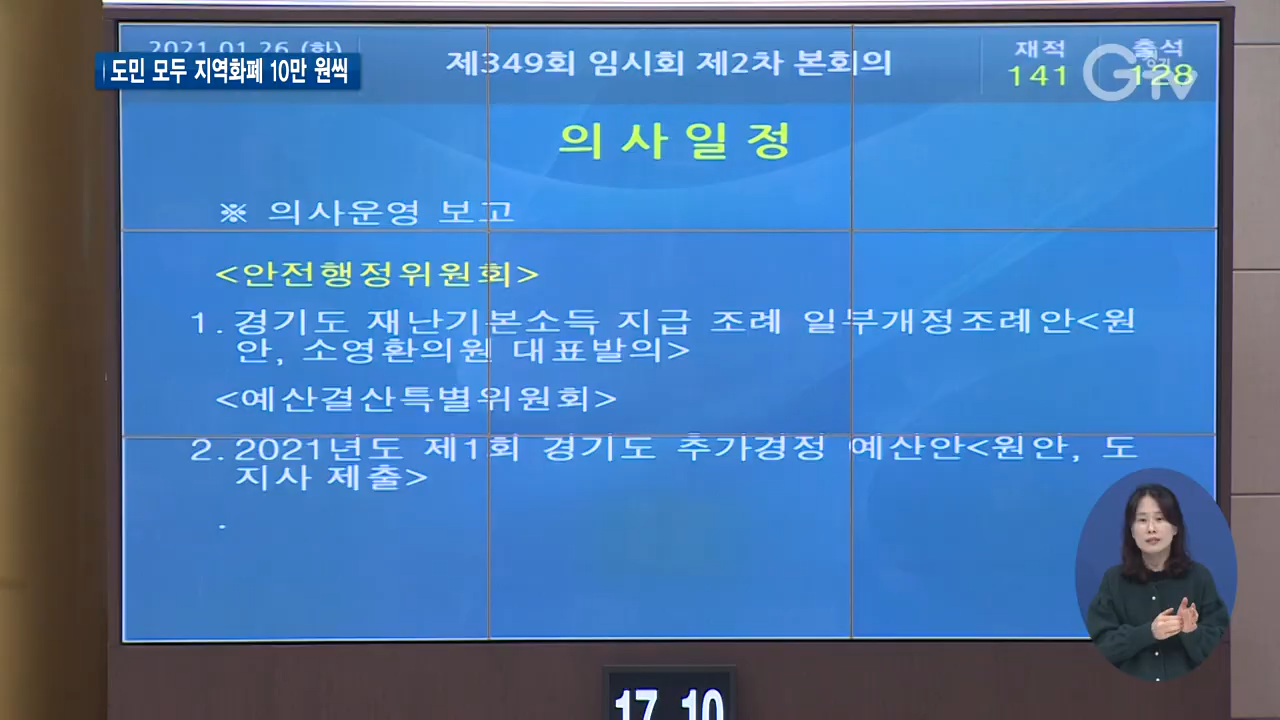 2021.01.26 (화)
도민 모두 지역화폐 10만 원씩
제349회 임시회 제2차 본회의
재적 출석
141 128
GTV
의사일정
※ 의사운영 보고
<안전행정위원회>
1. 경기도 재난기본소득 지급 조례 일부개정조례안<원
안, 소영환의원 대표발의>
<예산결산특별위원회>
2. 2021년도 제1회 경기도 추가경정 예산안<원안, 도
지사 제출>
.
17 10